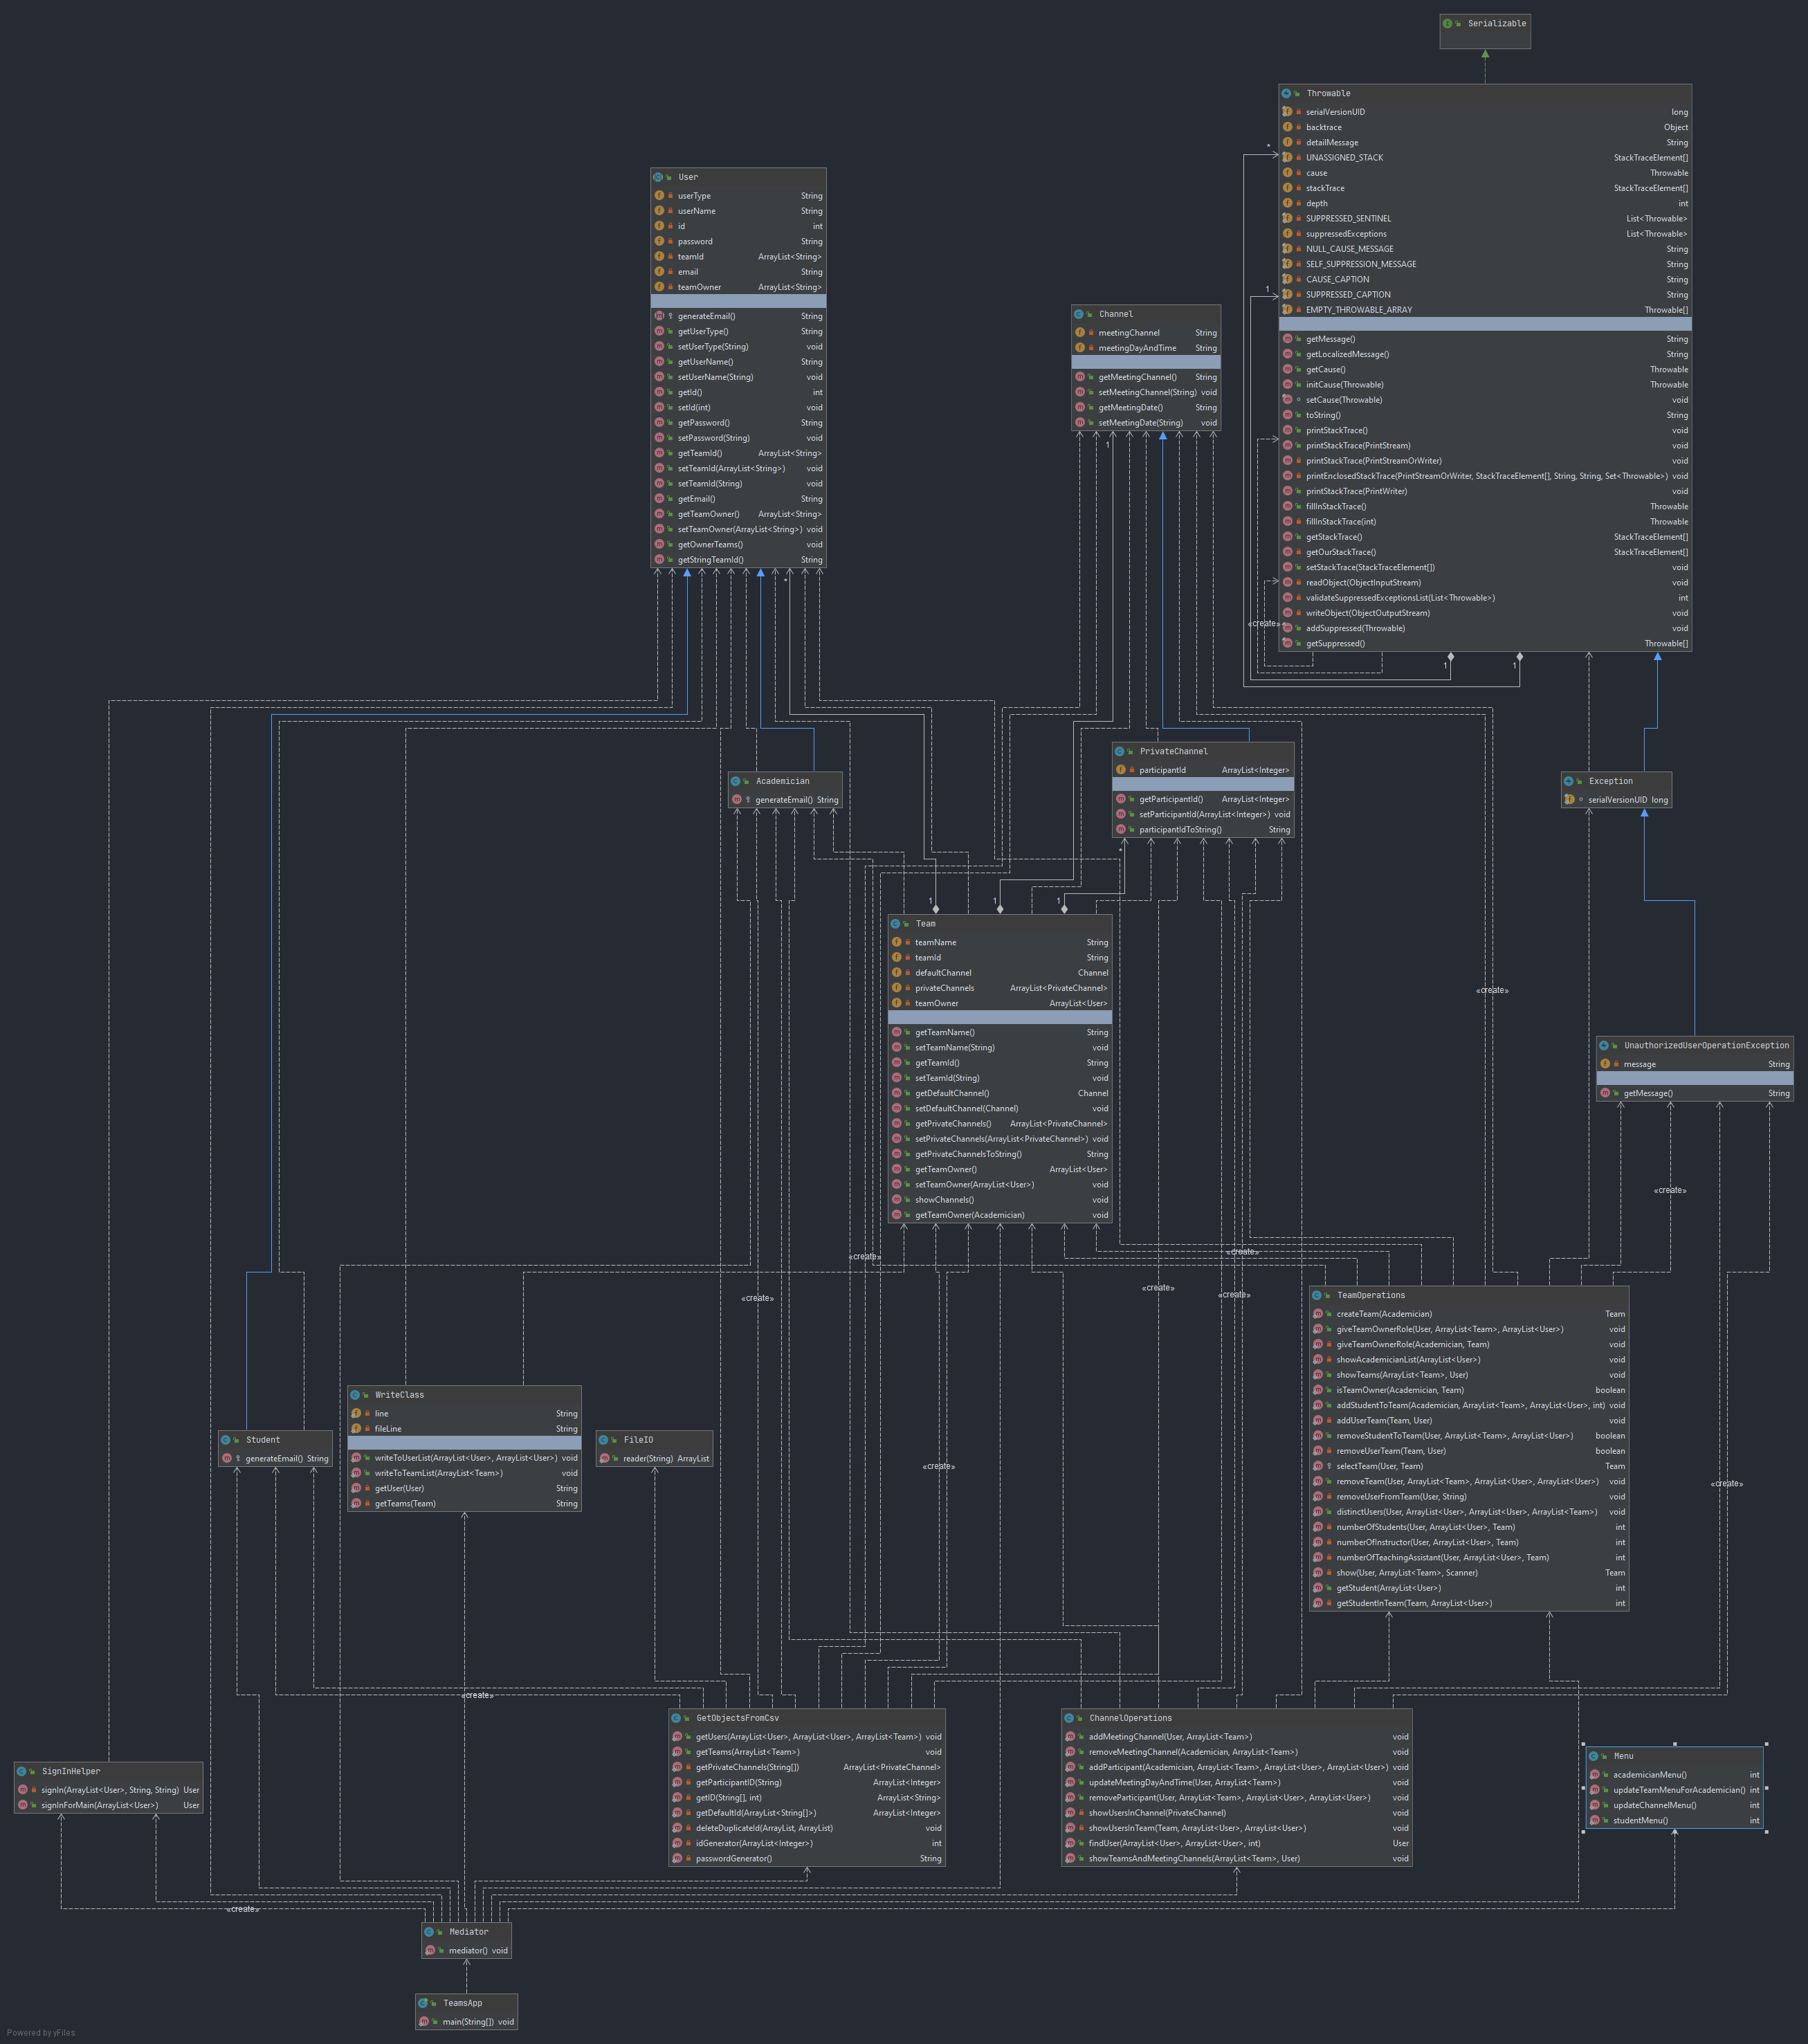 Serializable
Throwable
serialVersionUID long
backtrace Object
detailMessage String
UNASSIGNED_STACK StackTraceElement[]
cause Throwable
stackTrace StackTraceElement[]
depth int
SUPPRESSED_SENTINEL List<Throwable>
suppressedExceptions List<Throwable>
NULL_CAUSE_MESSAGE String
SELF_SUPPRESSION_MESSAGE String
CAUSE_CAPTION String
SUPPRESSED_CAPTION String
EMPTY_THROWABLE_ARRAY Throwable[]
getMessage() String
getLocalizedMessage() String
getCause() Throwable
initCause(Throwable) Throwable
setCause(Throwable) void
toString() String
printStackTrace() void
printStackTrace(PrintStream) void
printStackTrace(PrintStreamOrWriter) void
printEnclosedStackTrace(PrintStreamOrWriter, StackTraceElement[], String, String, Set<Throwable>) void
printStackTrace(PrintWriter) void
fillInStackTrace() Throwable
fillInStackTrace(int) Throwable
getStackTrace() StackTraceElement[]
getOurStackTrace() StackTraceElement[]
setStackTrace(StackTraceElement[]) void
readObject(ObjectInputStream) void
validateSuppressedExceptionsList(List<Throwable>) int
writeObject(ObjectOutputStream) void
addSuppressed(Throwable) void
getSuppressed() Throwable[]
*
1
«create»
1
1
User
userType String
userName String
id int
password String
teamId ArrayList<String>
email String
teamOwner ArrayList<String>
generateEmail() String
getUserType() String
setUserType(String) void
getUserName() String
setUserName(String) void
getId() int
setId(int) void
getPassword() String
setPassword(String) void
getTeamId() ArrayList<String>
setTeamId(ArrayList<String>) void
setTeamId(String) void
getEmail() String
getTeamOwner() ArrayList<String>
setTeamOwner(ArrayList<String>) void
getOwnerTeams() void
getStringTeamId() String
*
Channel
meetingChannel String
meetingDayAndTime String
getMeetingChannel() String
setMeetingChannel(String) void
getMeetingDate() String
setMeetingDate(String) void
1
PrivateChannel
participantId ArrayList<Integer>
getParticipantId() ArrayList<Integer>
setParticipantId(ArrayList<Integer>) void
participantIdToString() String
*
Academician
generateEmail() String
Exception
serialVersionUID long
1
1
1
Team
teamName String
teamId String
defaultChannel Channel
privateChannels ArrayList<PrivateChannel>
teamOwner ArrayList<User>
getTeamName() String
setTeamName(String) void
getTeamId() String
setTeamId(String) void
getDefaultChannel() Channel
setDefaultChannel(Channel) void
getPrivateChannels() ArrayList<PrivateChannel>
setPrivateChannels(ArrayList<PrivateChannel>) void
getPrivateChannelsToString() String
getTeamOwner() ArrayList<User>
setTeamOwner(ArrayList<User>) void
showChannels() void
getTeamOwner(Academician) void
«create»
UnauthorizedUserOperationException
message String
getMessage() String
«create»
«create»
«create»
«create»
«create»
«create»
TeamOperations
createTeam(Academician) Team
giveTeamOwnerRole(User, ArrayList<Team>, ArrayList<User>) void
giveTeamOwnerRole(Academician, Team) void
showAcademicianList(ArrayList<User>) void
showTeams(ArrayList<Team>, User) void
isTeamOwner(Academician, Team) boolean
addStudentToTeam(Academician, ArrayList<Team>, ArrayList<User>, int) void
addUserTeam(Team, User) void
removeStudentToTeam(User, ArrayList<Team>, ArrayList<User>) boolean
removeUserTeam(Team, User) boolean
selectTeam(User, Team) Team
removeTeam(User, ArrayList<Team>, ArrayList<User>, ArrayList<User>) void
removeUserFromTeam(User, String) void
distinctUsers(User, ArrayList<User>, ArrayList<User>, ArrayList<Team>) void
numberOfStudents(User, ArrayList<User>, Team) int
numberOfInstructor(User, ArrayList<User>, Team) int
numberOfTeachingAssistant(User, ArrayList<User>, Team) int
show(User, ArrayList<Team>, Scanner) Team
getStudent(ArrayList<User>) int
getStudentInTeam(Team, ArrayList<User>) int
WriteClass
line String
fileLine String
writeToUserList(ArrayList<User>, ArrayList<User>) void
writeToTeamList(ArrayList<Team>) void
getUser(User) String
getTeams(Team) String
Student
generateEmail() String
FileIO
reader(String) ArrayList
«create»
«create»
«create»
GetObjectsFromCsv
getUsers(ArrayList<User>, ArrayList<User>, ArrayList<Team>) void
getTeams(ArrayList<Team>) void
getPrivateChannels(String[]) ArrayList<PrivateChannel>
getParticipantID(String) ArrayList<Integer>
getID(String[], int) ArrayList<String>
getDefaultId(ArrayList<String[]>) ArrayList<Integer>
deleteDuplicateId(ArrayList, ArrayList) void
idGenerator(ArrayList<Integer>) int
passwordGenerator() String
ChannelOperations
addMeetingChannel(User, ArrayList<Team>) void
removeMeetingChannel(Academician, ArrayList<Team>) void
addParticipant(Academician, ArrayList<Team>, ArrayList<User>, ArrayList<User>) void
updateMeetingDayAndTime(User, ArrayList<Team>) void
removeParticipant(User, ArrayList<Team>, ArrayList<User>, ArrayList<User>) void
showUsersInChannel(PrivateChannel) void
showUsersInTeam(Team, ArrayList<User>, ArrayList<User>) void
findUser(ArrayList<User>, ArrayList<User>, int) User
showTeamsAndMeetingChannels(ArrayList<Team>, User) void
Menu
academicianMenu() int
updateTeamMenuForAcademician() int
updateChannelMenu() int
studentMenu() int
SignInHelper
signIn(ArrayList<User>, String, String) User
signInForMain(ArrayList<User>) User
«create»
Mediator
mediator() void
TeamsApp
main(String[]) void
Powered by yFiles